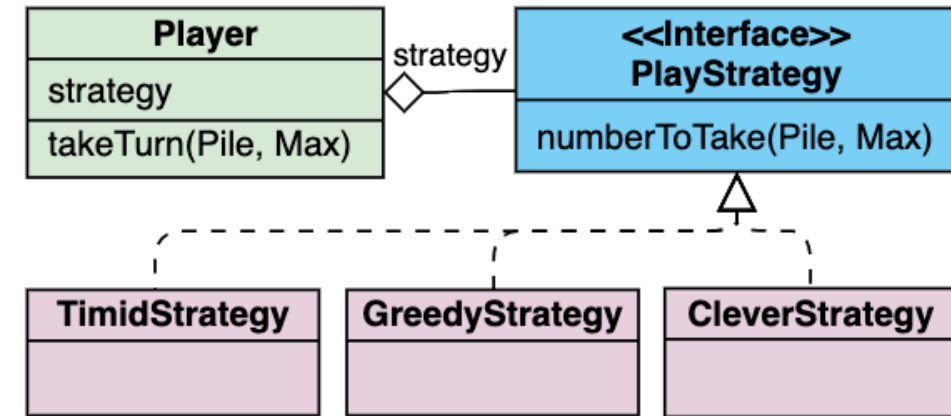 Player
strategy
takeTurn(Pile, Max)
strategy
<<Interface>>
PlayStrategy
numberToTake(Pile, Max)
TimidStrategy
GreedyStrategy
CleverStrategy